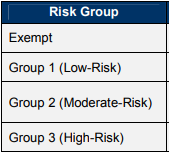 Risk Group
Exempt
Group 1 (Low-Risk)
Group 2 (Moderate-Risk)
Group 3 (High-Risk)